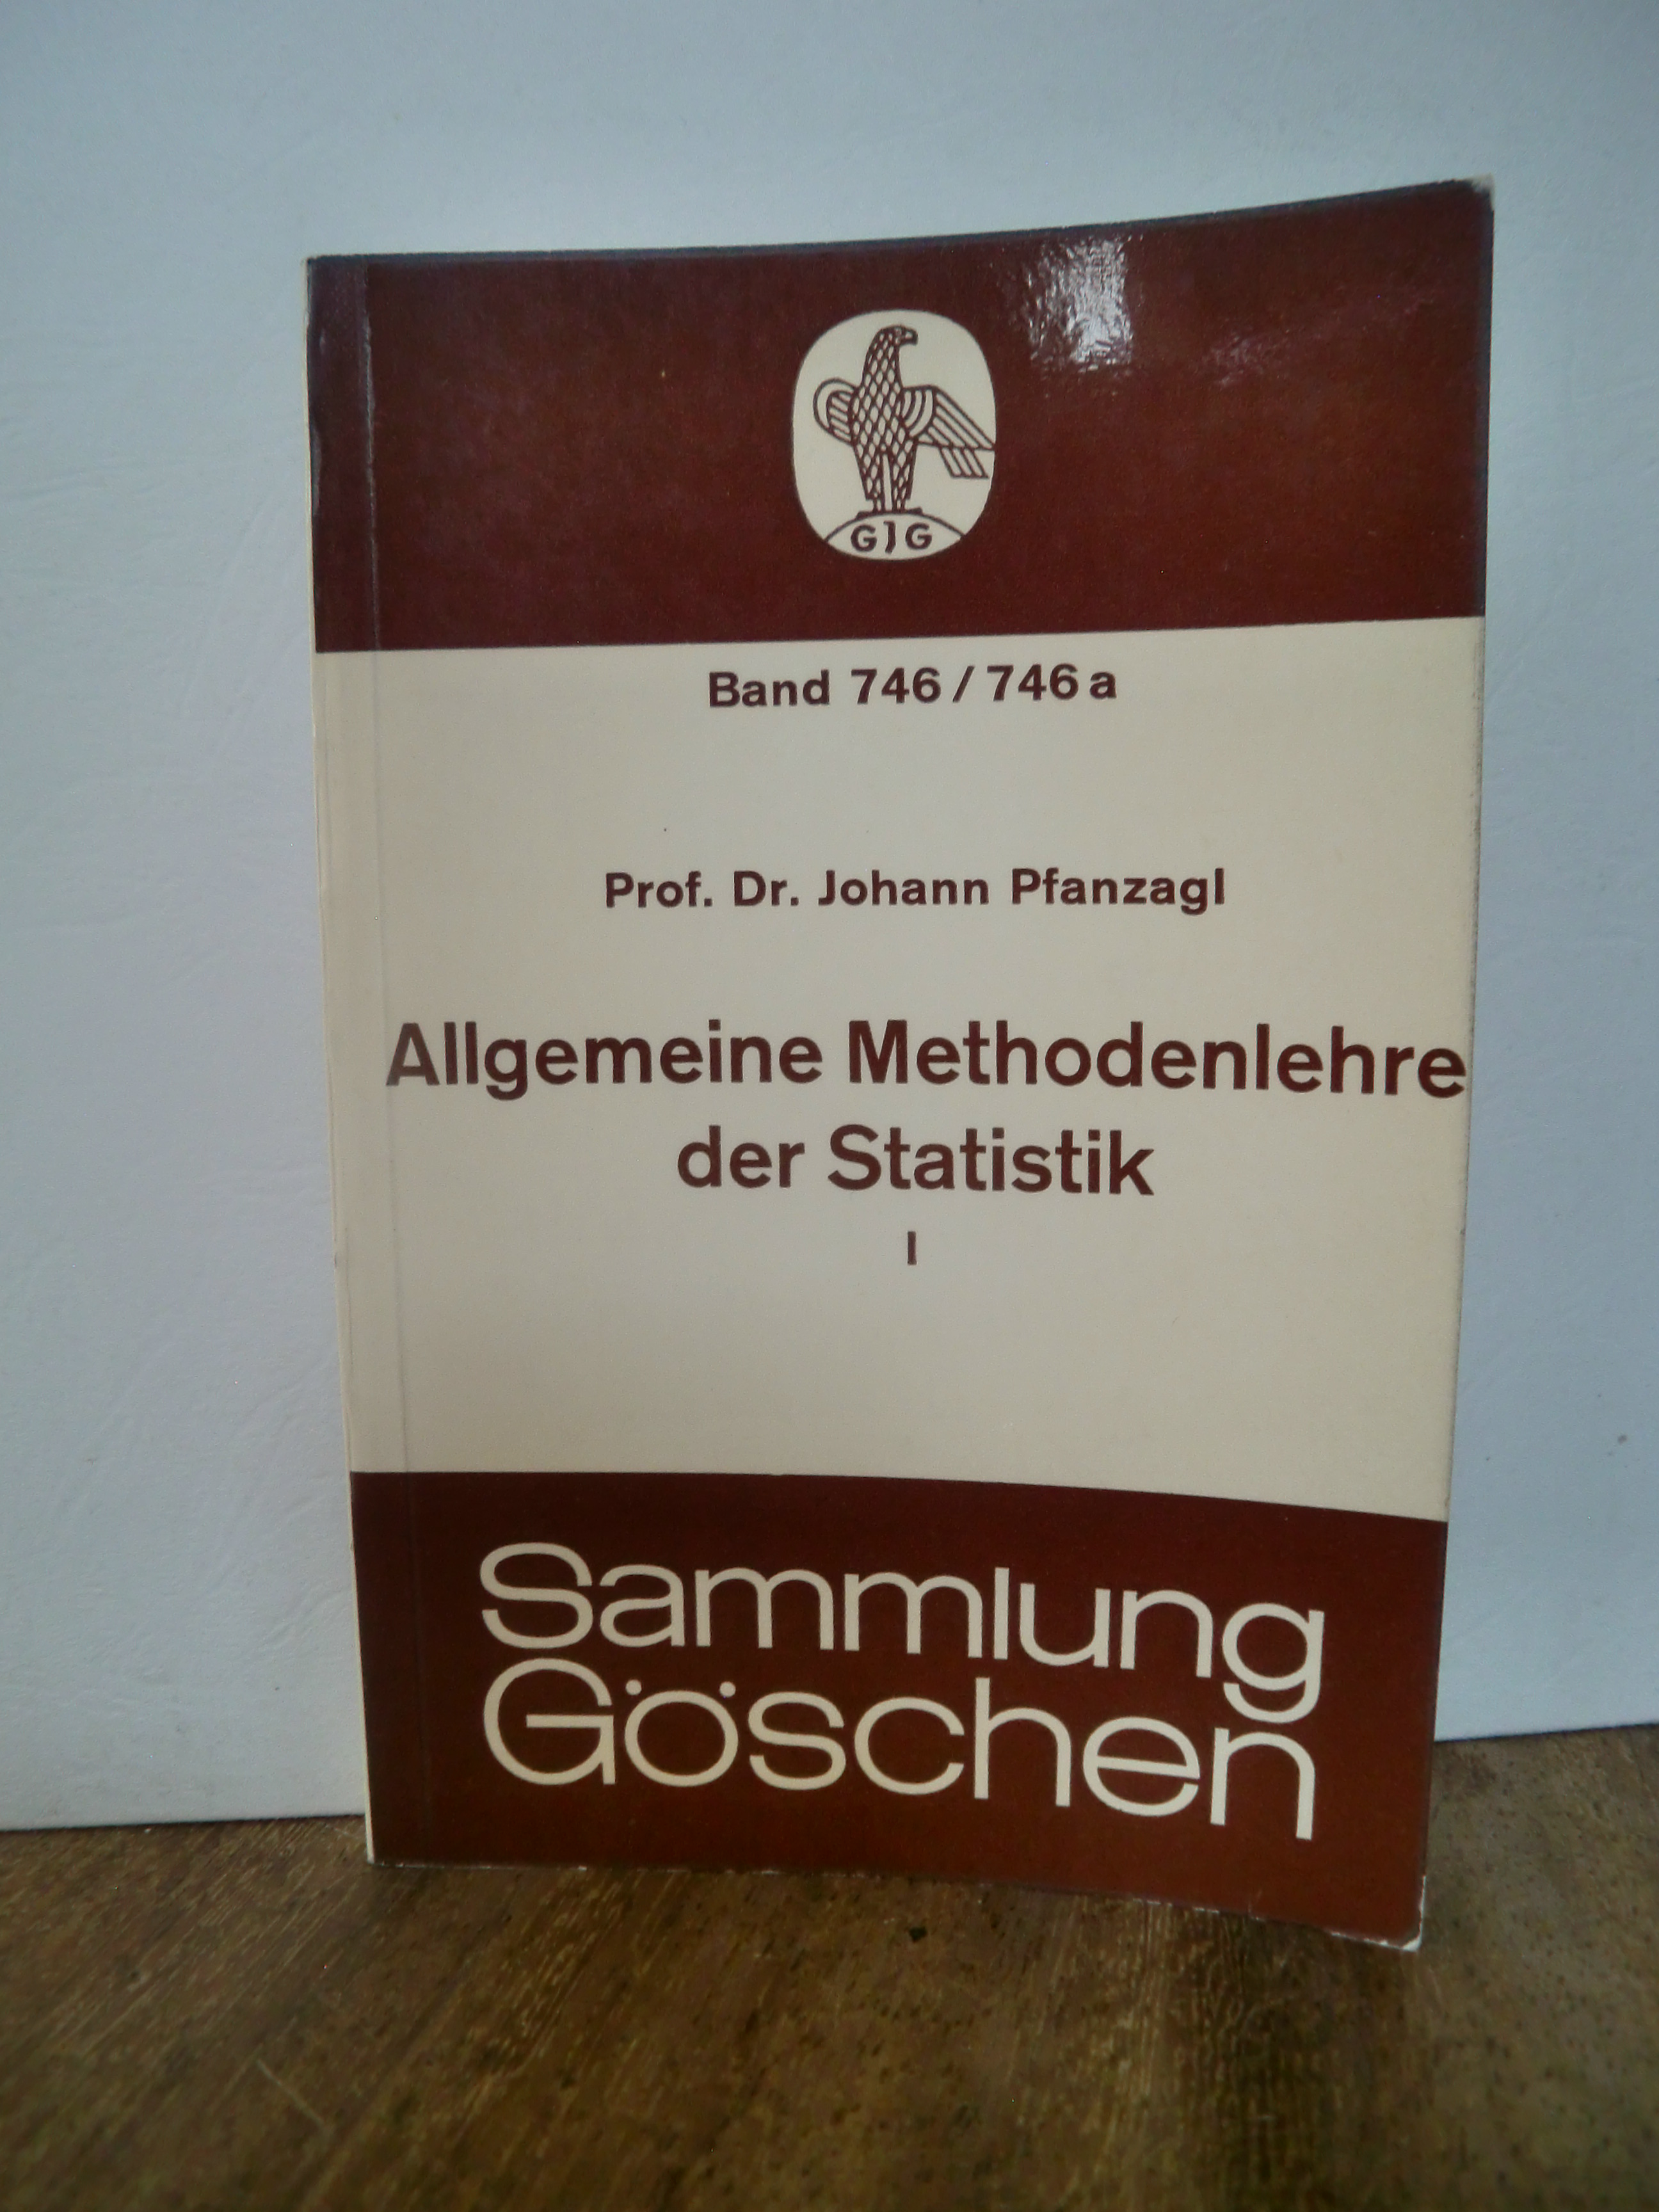 GJG
Band 746 / 746 a
Prof. Dr. Johann Pfanzagl
Allgemeine Methodenlehre
der Statistik
I
Sammlung
Göschen